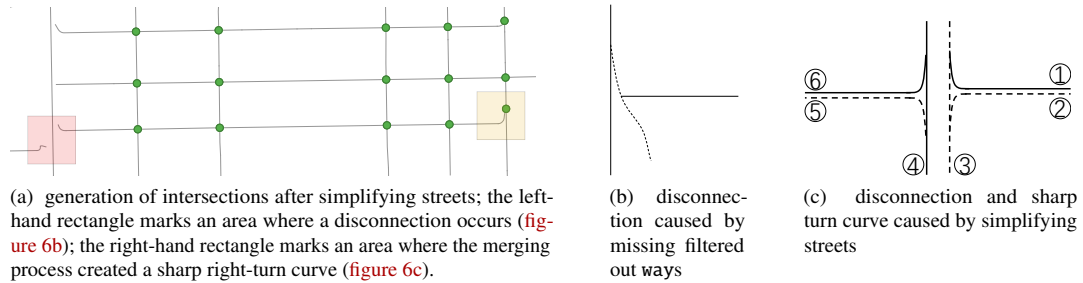 ⑥
⑤
④
③
①
②
(a) generation of intersections after simplifying streets; the left-
hand rectangle marks an area where a disconnection occurs (fig-
ure 6b); the right-hand rectangle marks an area where the merging
process created a sharp right-turn curve (figure 6c).
(b) disconnec-
tion caused by
missing filtered
out ways
(c) disconnection and sharp
turn curve caused by simplifying
streets